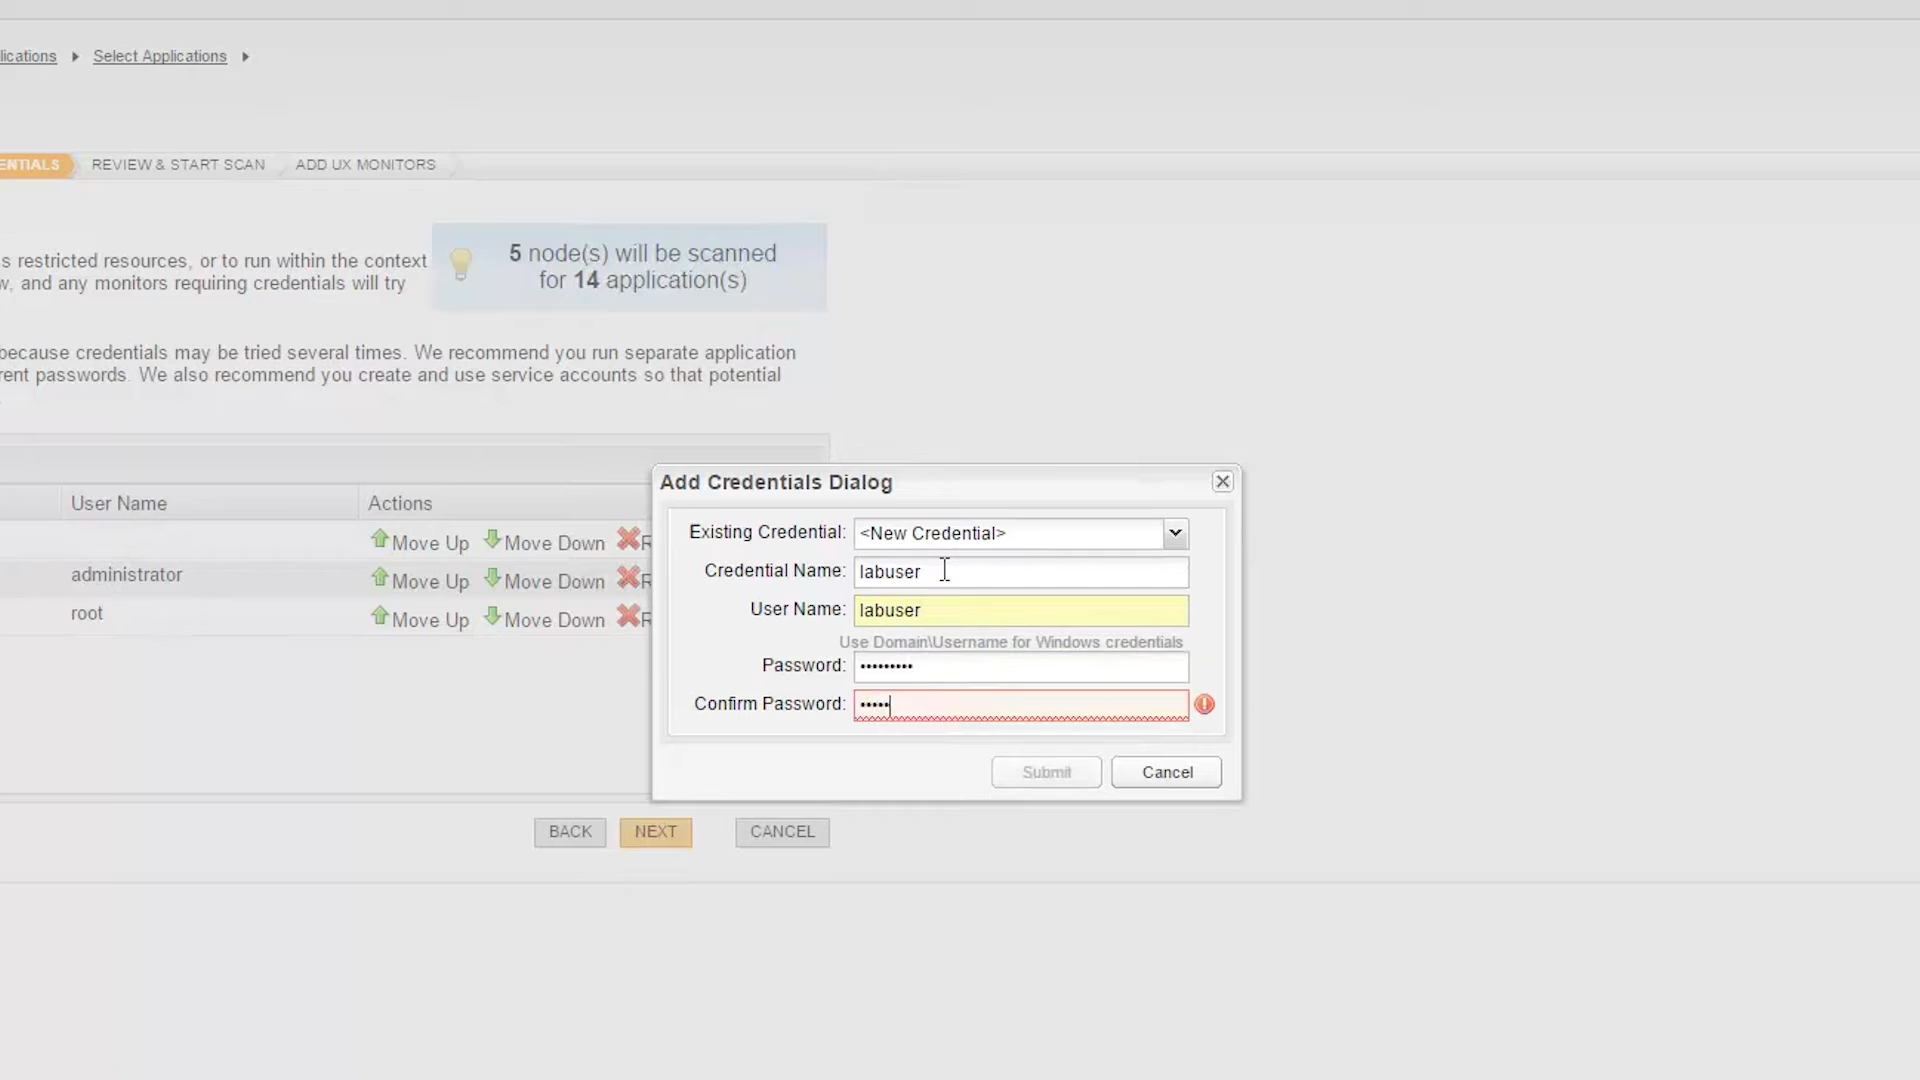 lications Select Applications
ENTIALS REVIEW & START SCAN ADD UX MONITORS
5 node(s) will be scanned
for 14 application(s)
s restricted resources, or to run within the context
, and any monitors requiring credentials will try
because credentials may be tried several times. We recommend you run separate application
rent passwords. We also recommend you create and use service accounts so that potential
User Name Actions
Move Up Move Down R
administrator Move Up Move Down R
root Move Up Move Down R
Add Credentials Dialog
Existing Credential: <New Credential>
Credential Name: labuser
User Name: labuser
Use Domain\Username for Windows credentials
Password: •••••••••
Confirm Password: •••••
Submit Cancel
BACK NEXT CANCEL